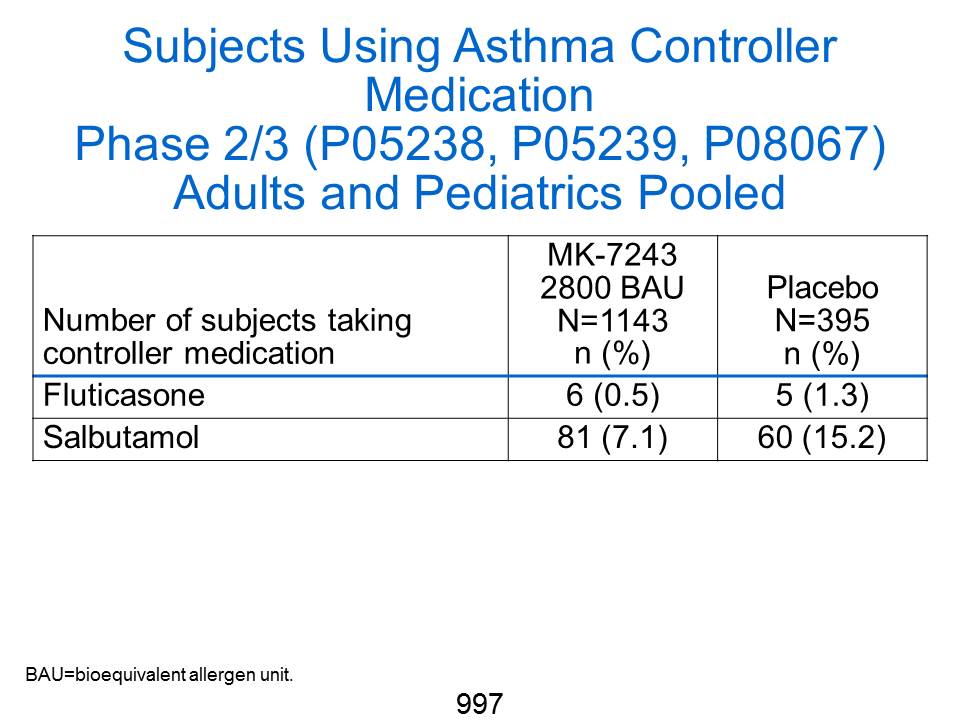 Subjects Using Asthma Controller
Medication
Phase 2/3 (P05238, P05239, P08067)
Adults and Pediatrics Pooled
Number of subjects taking
controller medication
MK-7243
2800 BAU
N=1143
n (%)
Placebo
N=395
n (%)
Fluticasone 6 (0.5) 5 (1.3)
Salbutamol 81 (7.1) 60 (15.2)
BAU=bioequivalent allergen unit.
997